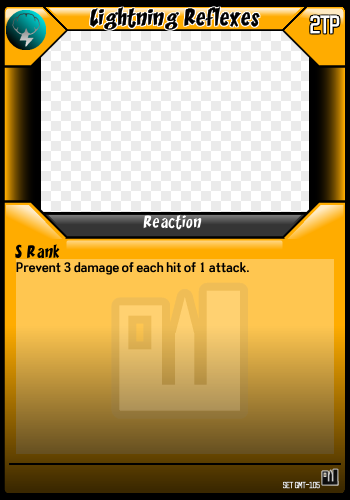 Lightning Reflexes
2TP
Reaction
S Rank
Prevent 3 damage of each hit of 1 attack.
SET GMT-105